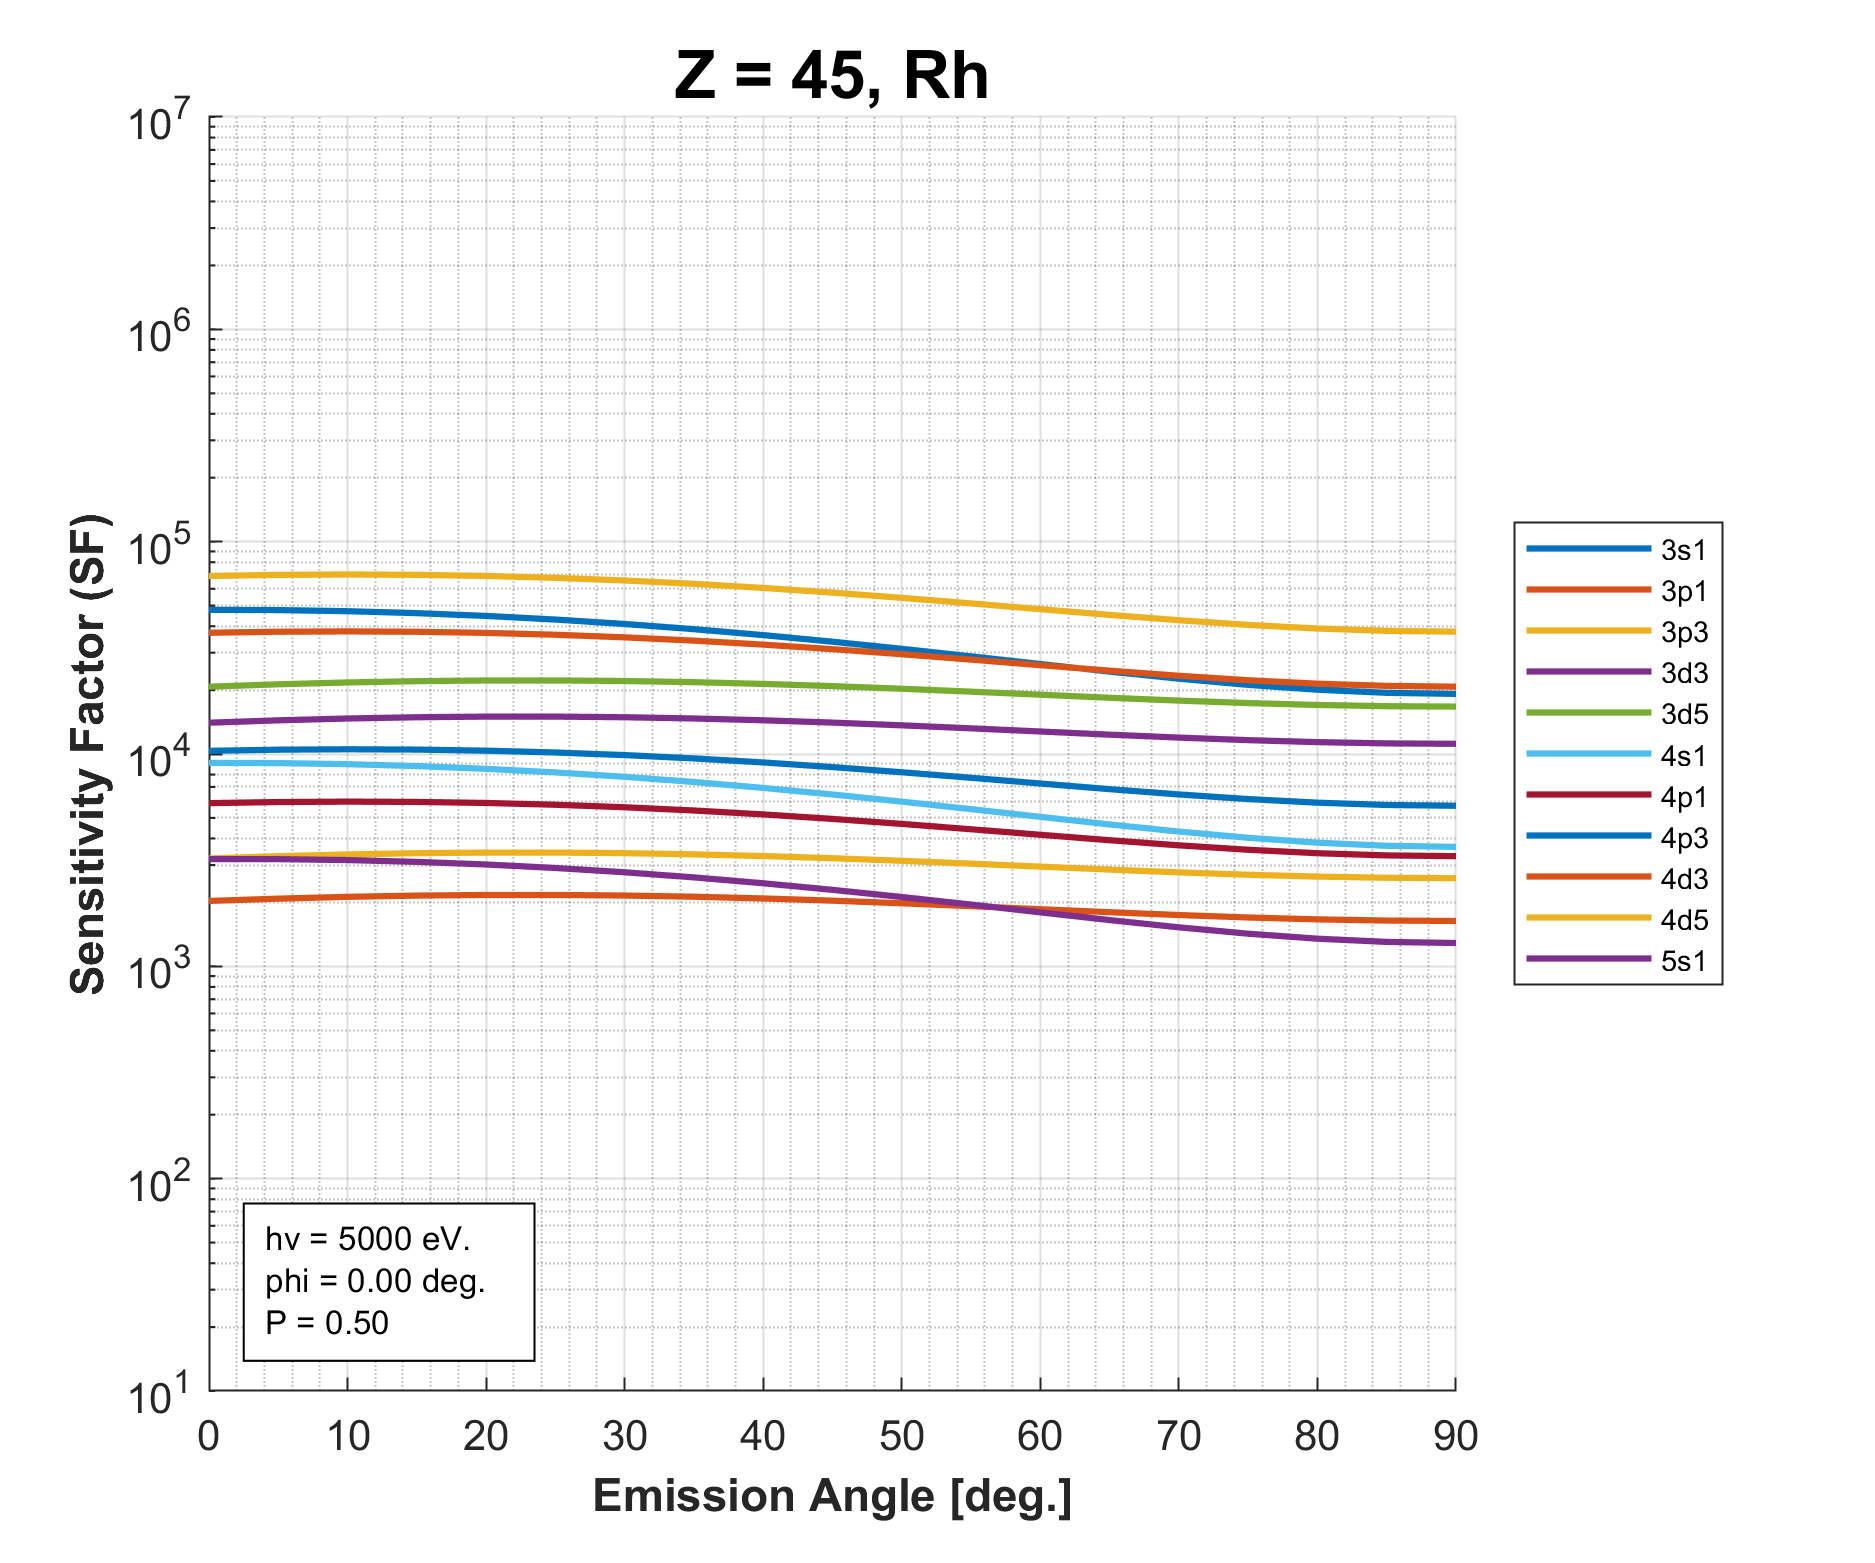 Z = 45, Rh
10^7
10^6
10^5
10^4
10^3
10^2
10^1
Sensitivity Factor (SF)
0 10 20 30 40 50 60 70 80 90
Emission Angle [deg.]
hv = 5000 eV.
phi = 0.00 deg.
P = 0.50
3s1
3p1
3p3
3d3
3d5
4s1
4p1
4p3
4d3
4d5
5s1